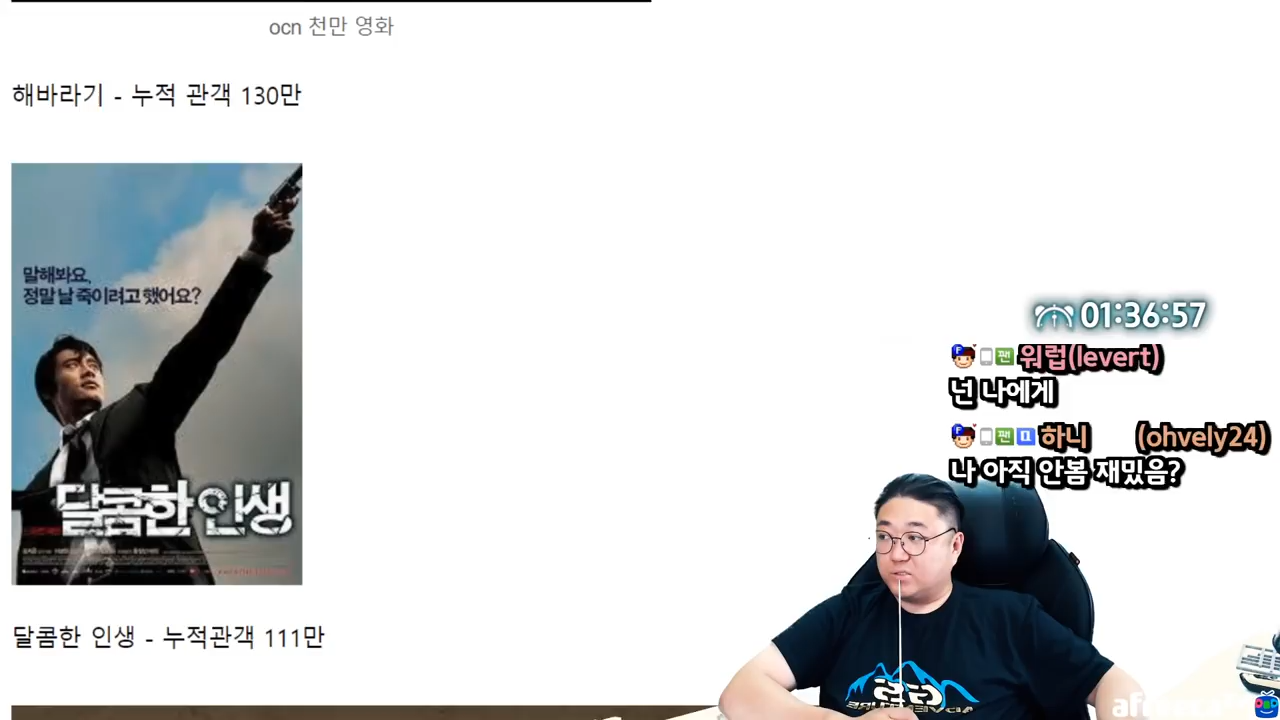 ocn 천만 영화
해바라기 - 누적 관객 130만
말해봐요,
정말 날 죽이려고 했어요?
달콤한 인생
달콤한 인생 - 누적관객 111만
01:36:57
워럽(levert)
넌 나에게
하니 (ohvely24)
나 아직 안봄 재밌음?